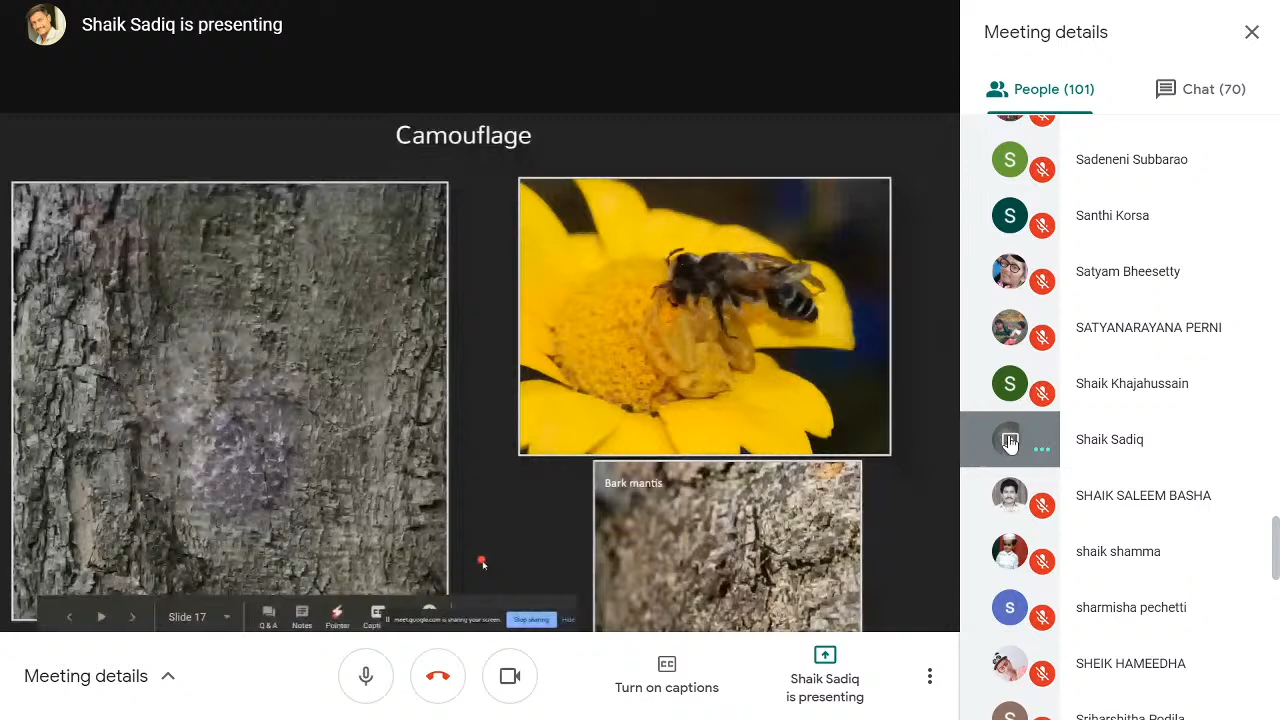 Shaik Sadiq is presenting
Camouflage
Bark mantis
Slide 17
Q & A
Notes
Pointer
meet.google.com is sharing your screen.
Stop sharing
Hide
Meeting details
CC
Turn on captions
Shaik Sadiq
is presenting
Meeting details
People (101)
Chat (70)
S
Sadeneni Subbarao
S
Santhi Korsa
Satyam Bheesetty
SATYANARAYANA PERNI
S
Shaik Khajahussain
Shaik Sadiq
SHAIK SALEEM BASHA
shaik shamma
s
sharmisha pechetti
SHEIK HAMEEDHA